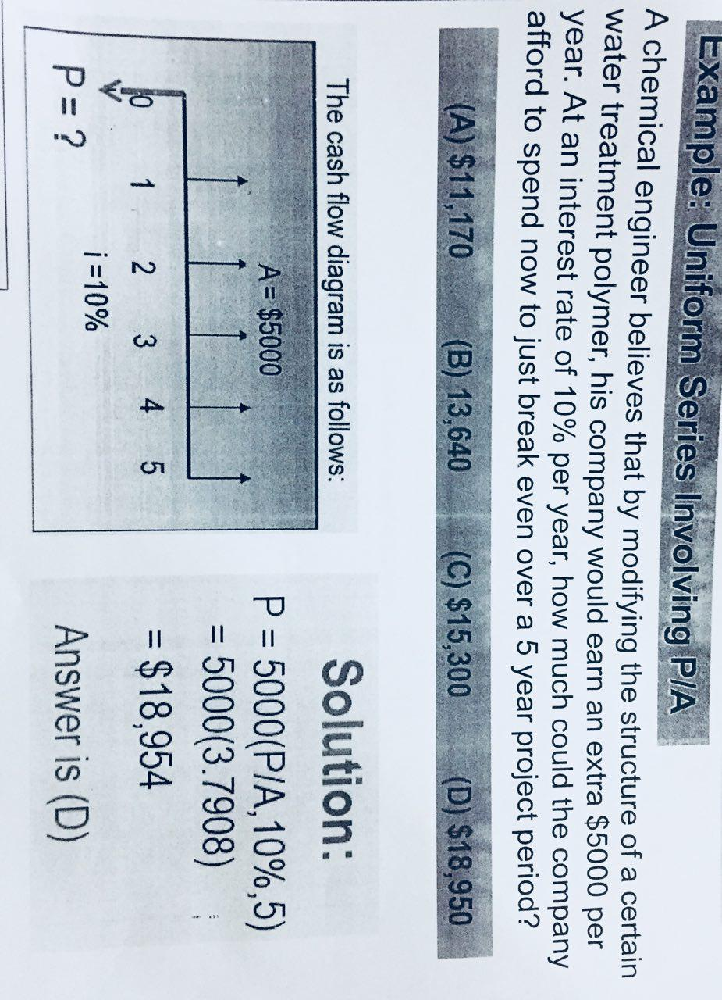 Example: Uniform Series Involving P/A
A chemical engineer believes that by modifying the structure of a certain
water treatment polymer, his company would earn an extra $5000 per
year. At an interest rate of 10% per year, how much could the company
afford to spend now to just break even over a 5 year project period?
(A) $11,170 (B) 13,640 (C) $15,300 (D) $18,950
The cash flow diagram is as follows:
A = $5000
0 1 2 3 4 5
i =10%
P = ?
Solution:
P = 5000(P/A,10%,5)
= 5000(3.7908)
= $18,954
Answer is (D)